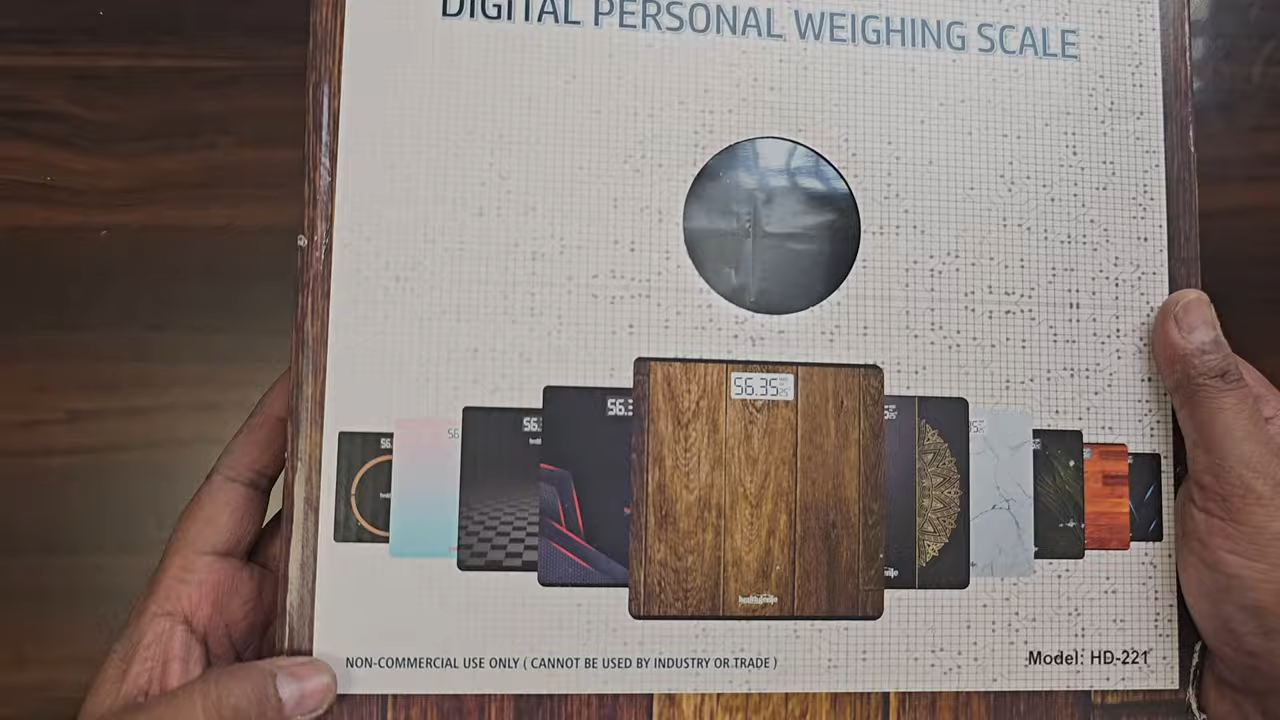 DIGITAL PERSONAL WEIGHING SCALE
56.35
NON-COMMERCIAL USE ONLY ( CANNOT BE USED BY INDUSTRY OR TRADE )
Model: HD-221